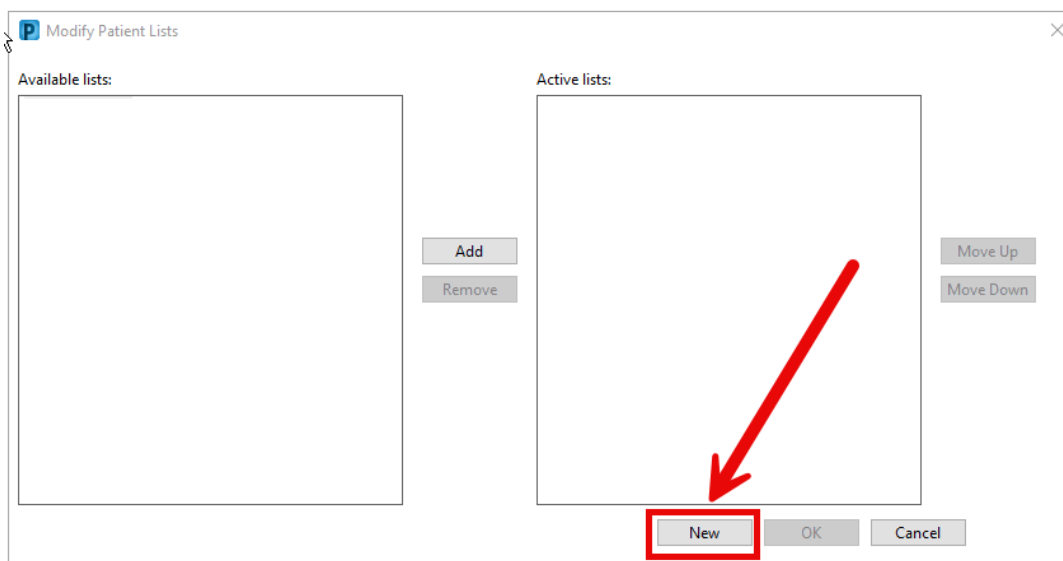 P Modify Patient Lists
Available lists:
Active lists:
Add
Remove
Move Up
Move Down
New
OK
Cancel